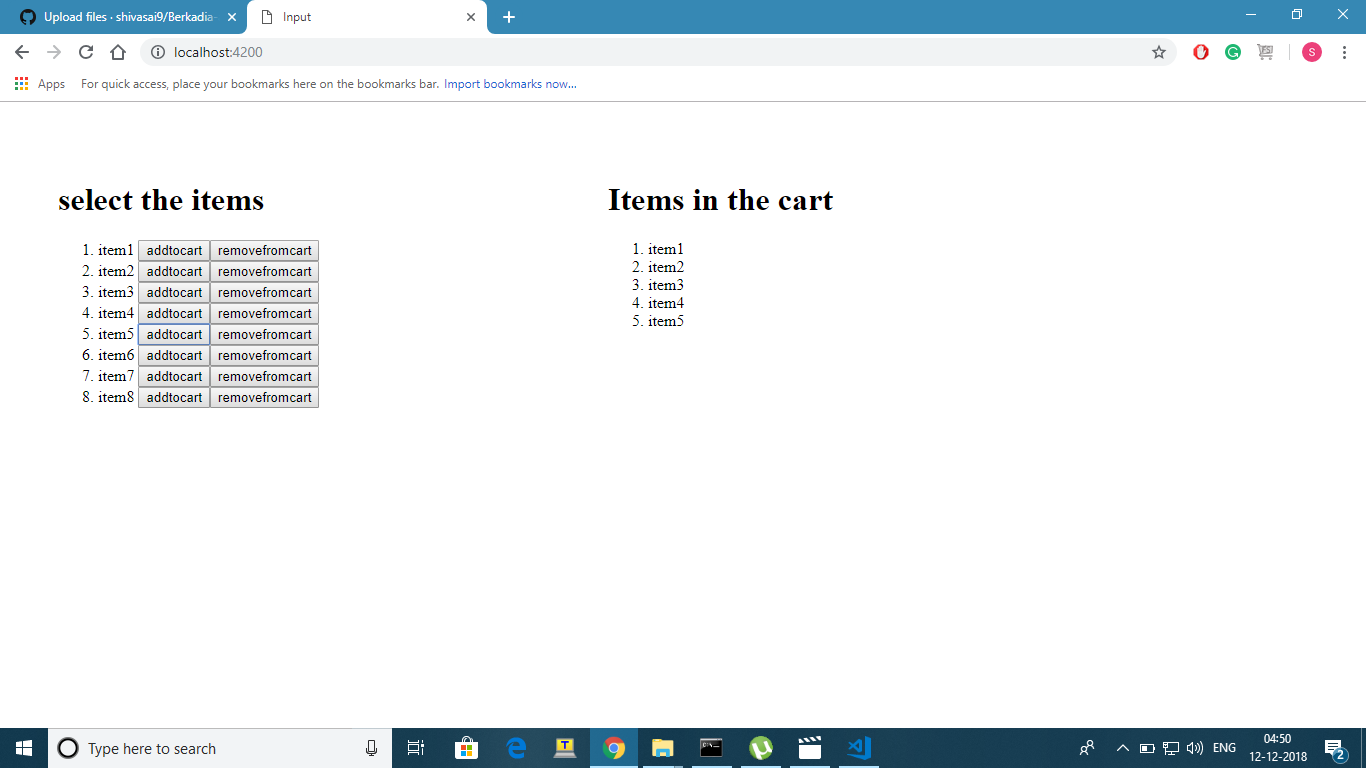 Upload files · shivasai9/Berkadia-
Input
localhost:4200
S
Apps For quick access, place your bookmarks here on the bookmarks bar. Import bookmarks now...
select the items
1. item1 addtocart removefromcart
2. item2 addtocart removefromcart
3. item3 addtocart removefromcart
4. item4 addtocart removefromcart
5. item5 addtocart removefromcart
6. item6 addtocart removefromcart
7. item7 addtocart removefromcart
8. item8 addtocart removefromcart
Items in the cart
1. item1
2. item2
3. item3
4. item4
5. item5
Type here to search
T
ENG
04:50
12-12-2018
2